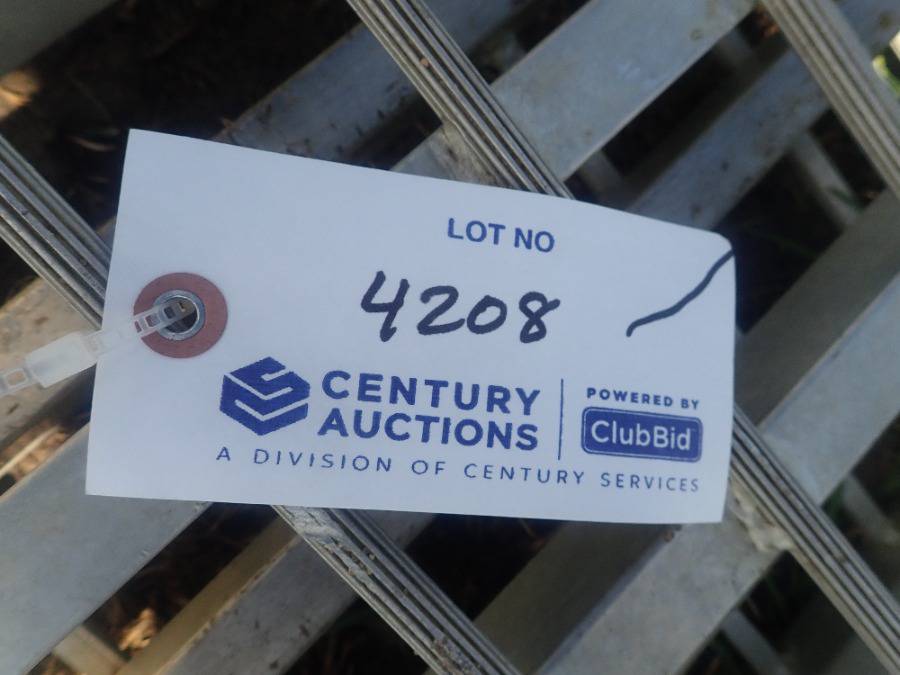 LOT NO
4208
CENTURY
AUCTIONS
A DIVISION OF CENTURY SERVICES
POWERED BY
ClubBid